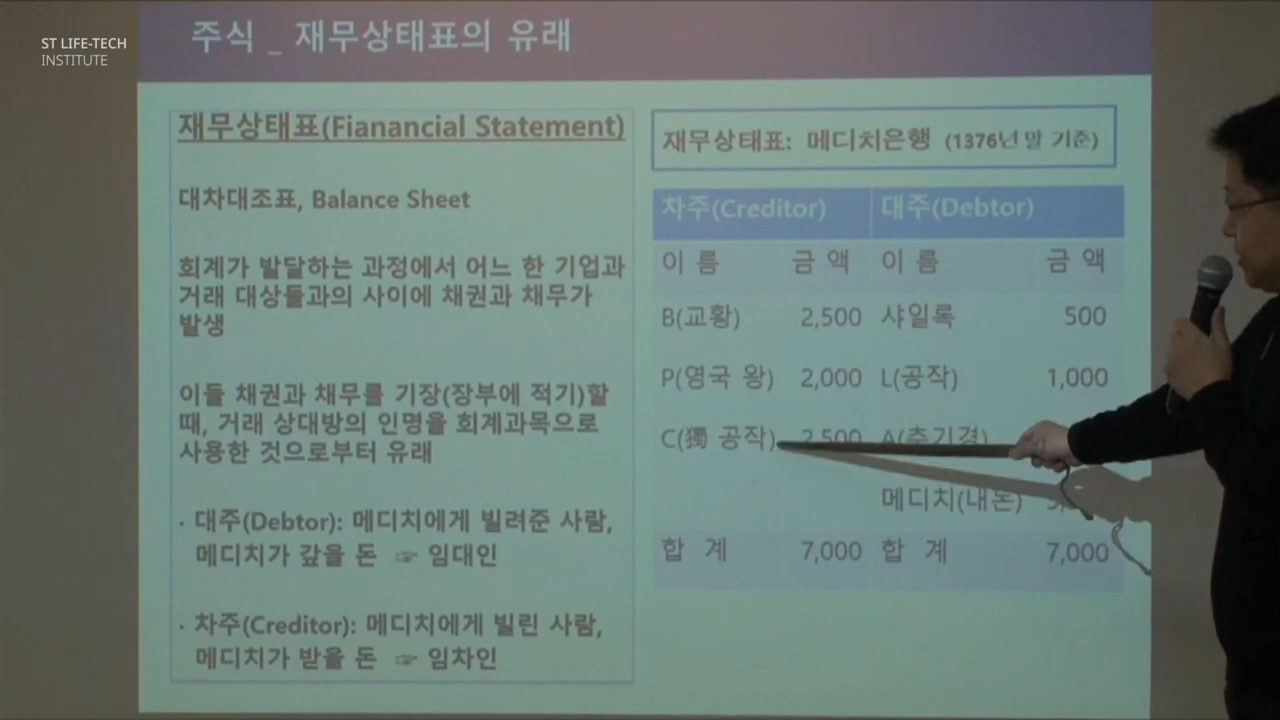 ST LIFE-TECH
INSTITUTE
주식 _ 재무상태표의 유래
재무상태표(Fianancial Statement)
대차대조표, Balance Sheet
회계가 발달하는 과정에서 어느 한 기업과
거래 대상들과의 사이에 채권과 채무가
발생
이들 채권과 채무를 기장(장부에 적기)할
때, 거래 상대방의 인명을 회계과목으로
사용한 것으로부터 유래
· 대주(Debtor): 메디치에게 빌려준 사람,
메디치가 갚을 돈 ☞ 임대인
· 차주(Creditor): 메디치에게 빌린 사람,
메디치가 받을 돈 ☞ 임차인
재무상태표: 메디치은행 (1376년 말 기준)
차주(Creditor) 대주(Debtor)
이 름 금 액 이 름 금 액
B(교황) 2,500 샤일록 500
P(영국 왕) 2,000 L(공작) 1,000
C(獨 공작) 2,500 A(추기경)
메디치(내돈)
합 계 7,000 합 계 7,000